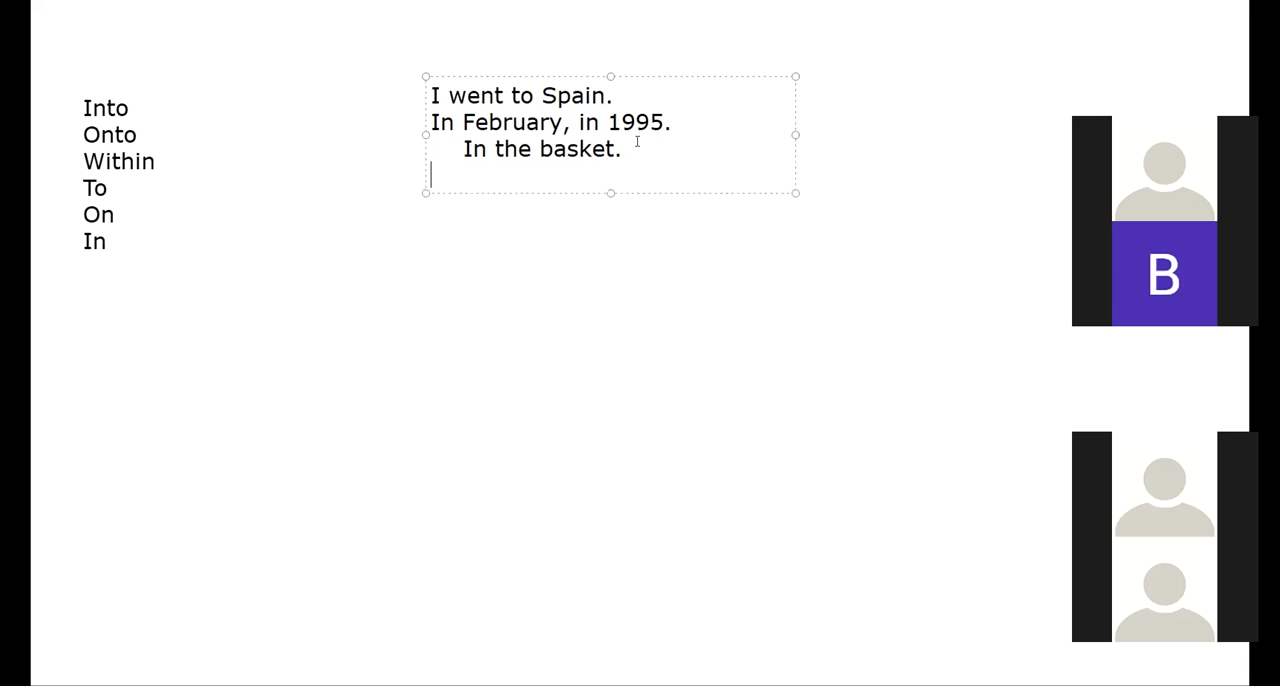 Into
Onto
Within
To
On
In
I went to Spain.
In February, in 1995.
In the basket.
B